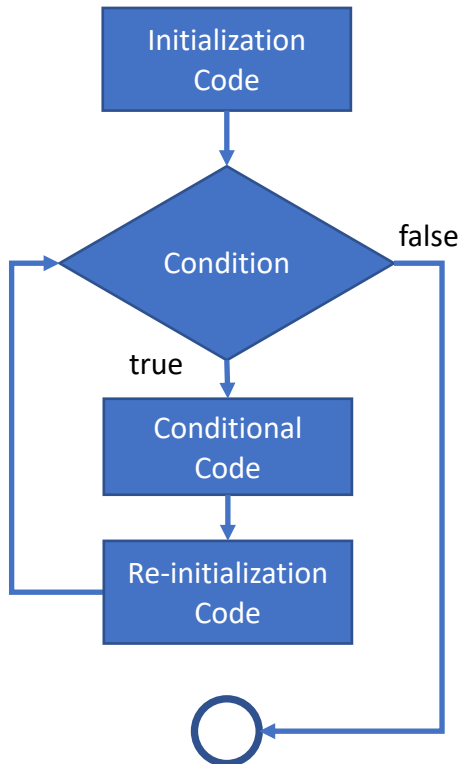 Initialization
Code
Condition
false
true
Conditional
Code
Re-initialization
Code